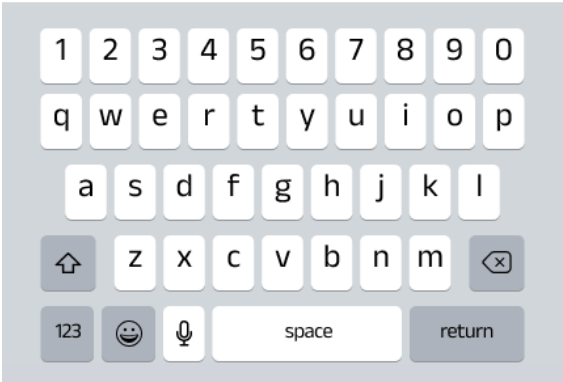 1 2 3 4 5 6 7 8 9 0
q w e r t y u i o p
a s d f g h j k l
z x c v b n m
123 space return